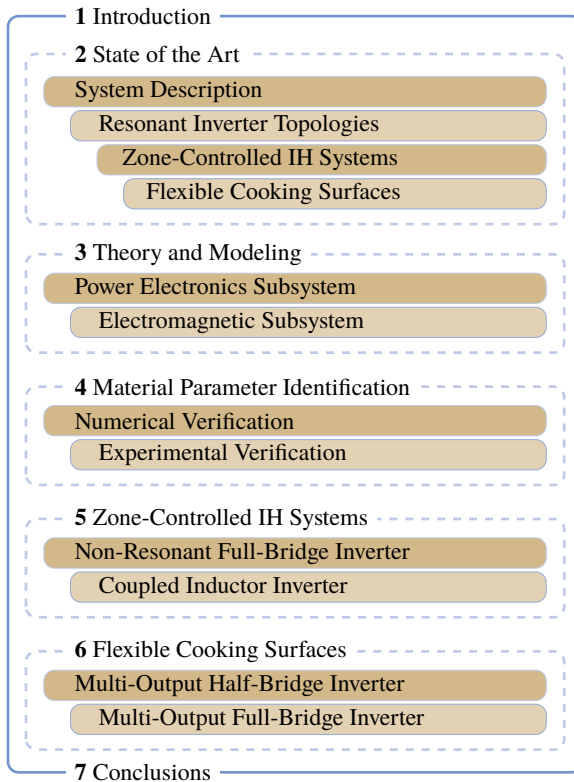 1 Introduction
2 State of the Art
System Description
Resonant Inverter Topologies
Zone-Controlled IH Systems
Flexible Cooking Surfaces
3 Theory and Modeling
Power Electronics Subsystem
Electromagnetic Subsystem
4 Material Parameter Identification
Numerical Verification
Experimental Verification
5 Zone-Controlled IH Systems
Non-Resonant Full-Bridge Inverter
Coupled Inductor Inverter
6 Flexible Cooking Surfaces
Multi-Output Half-Bridge Inverter
Multi-Output Full-Bridge Inverter
7 Conclusions